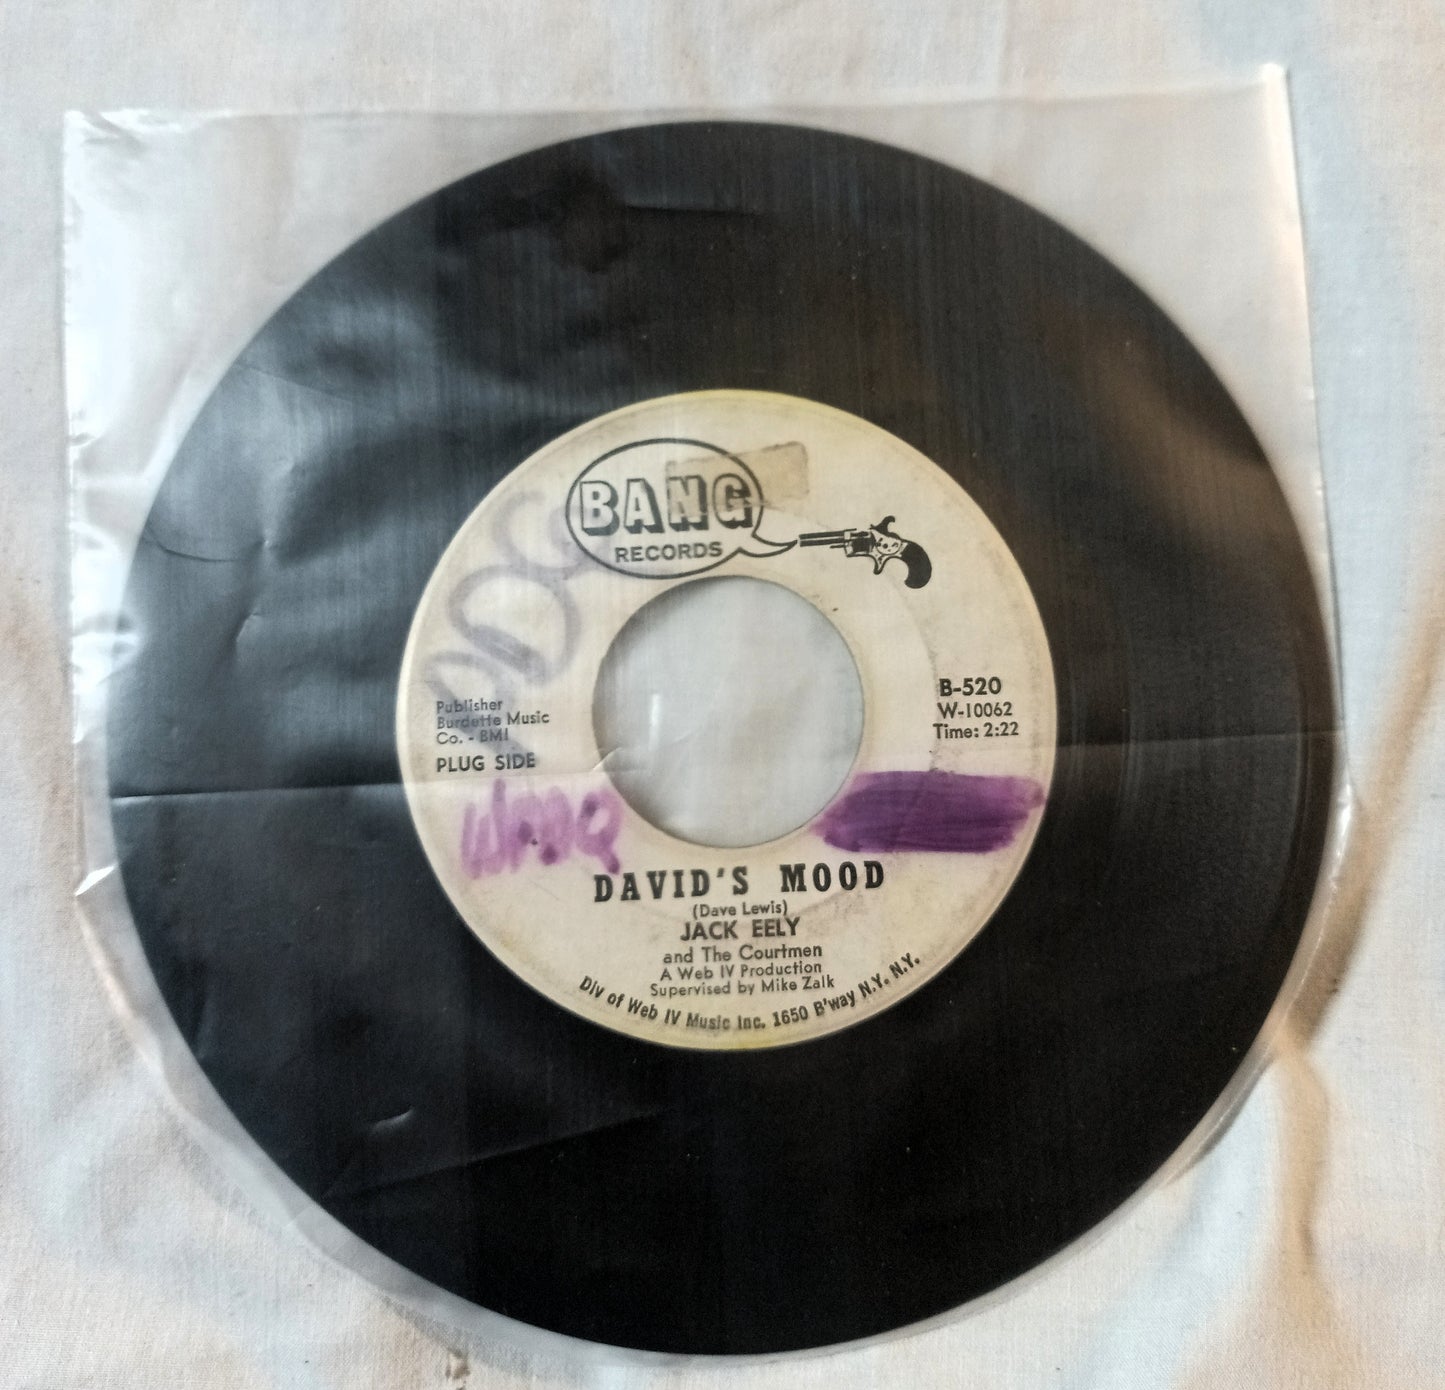 BANG
RECORDS
B-520
W-10062
Time: 2:22
Publisher
Burdette Music
Co. - BMI
PLUG SIDE
DAVID'S MOOD
(Dave Lewis)
JACK EELY
and The Courtmen
A Web IV Production
Supervised by Mike Zalk
Div of Web IV Music Inc. 1650 B'way N.Y. N.Y.